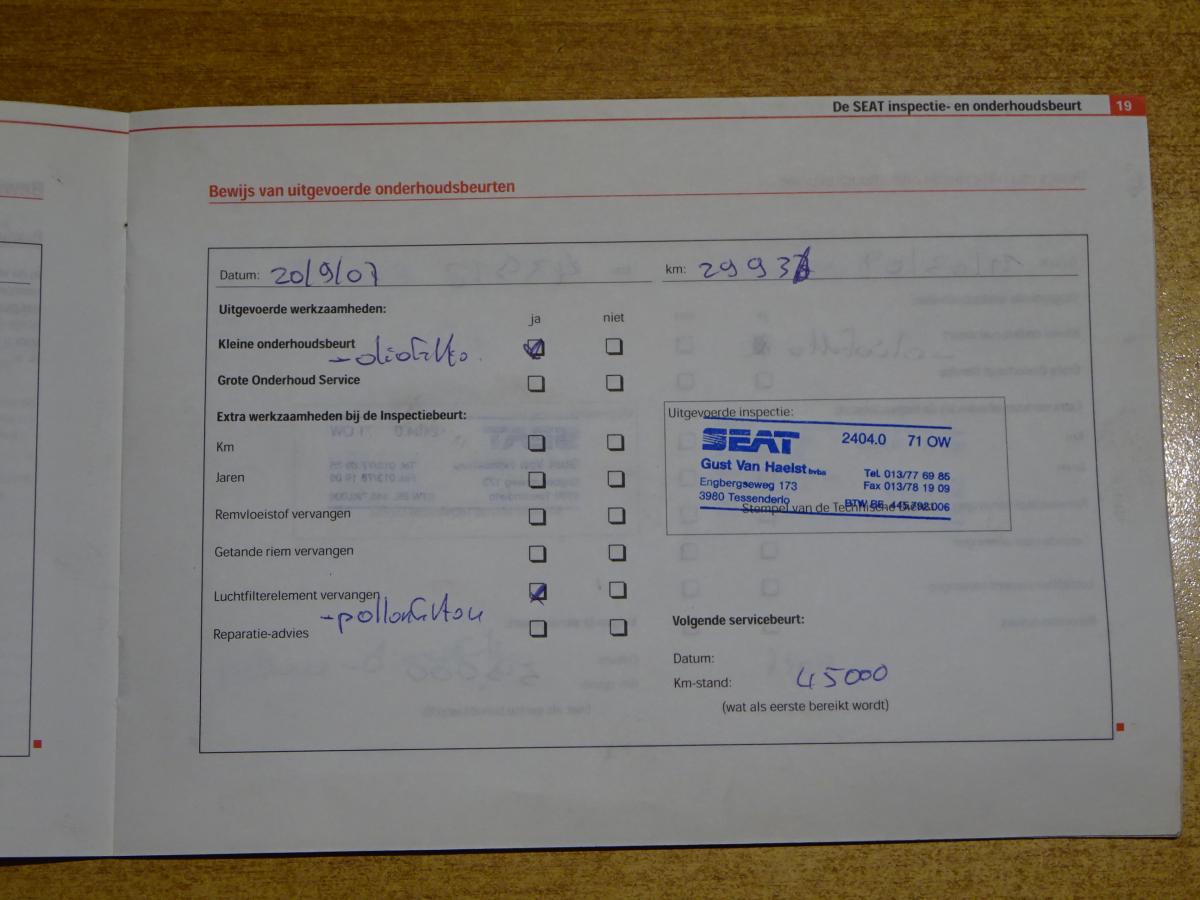 De SEAT inspectie- en onderhoudsbeurt 19
Bewijs van uitgevoerde onderhoudsbeurten
Datum: 20/9/07 km: 2993
Uitgevoerde werkzaamheden:
ja niet
Kleine onderhoudsbeurt
- oliefilter.
Grote Onderhoud Service
Extra werkzaamheden bij de Inspectiebeurt:
Km
Jaren
Remvloeistof vervangen
Getande riem vervangen
Luchtfilterelement vervangen
- pollenfilter
Reparatie-advies
Uitgevoerde inspectie:
SEAT 2404.0 71 OW
Gust Van Haelst bvba Tel. 013/77 69 85
Engbergseweg 173 Fax 013/78 19 09
3980 Tessenderlo BTW BE 445.798.006
Stempel van de Technische Dienst
Volgende servicebeurt:
Datum:
Km-stand: 45000
(wat als eerste bereikt wordt)